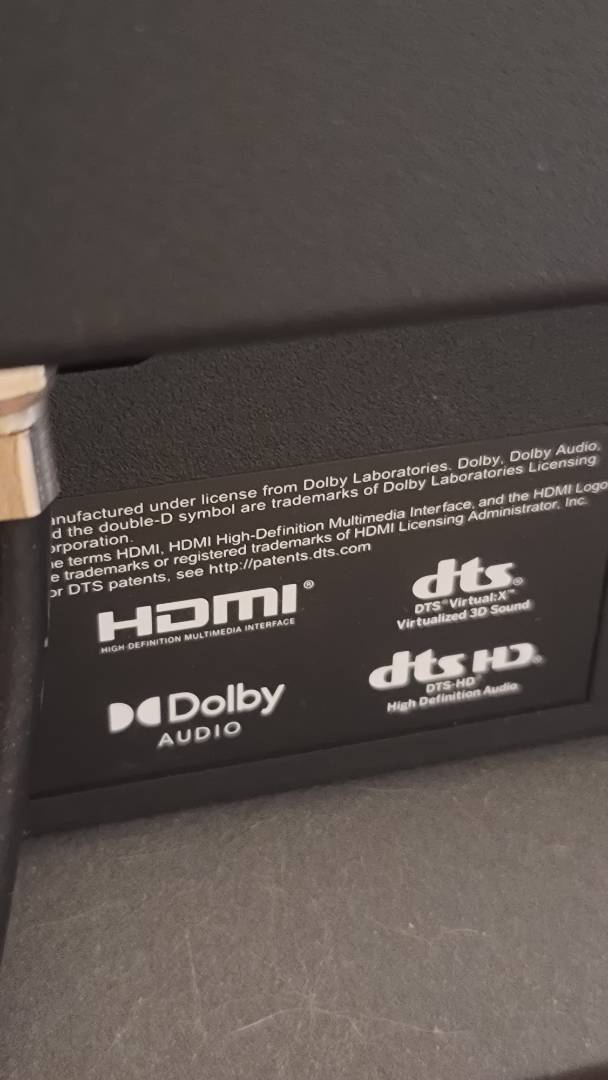 under license from Dolby Laboratories. Dolby, Dolby Audio,
the double-D symbol are trademarks of Dolby Laboratories Licensing
terms HDMI, HDMI High-Definition Multimedia Interface, and the HDMI Logo
trademarks or registered trademarks of HDMI Licensing Administrator, Inc.
DTS patents, see http://patents.dts.com
HDMI®
HIGH-DEFINITION MULTIMEDIA INTERFACE
dts®
DTS® Virtual:X™
Virtualized 3D Sound
Dolby
AUDIO
dts HD®
DTS-HD®
High Definition Audio